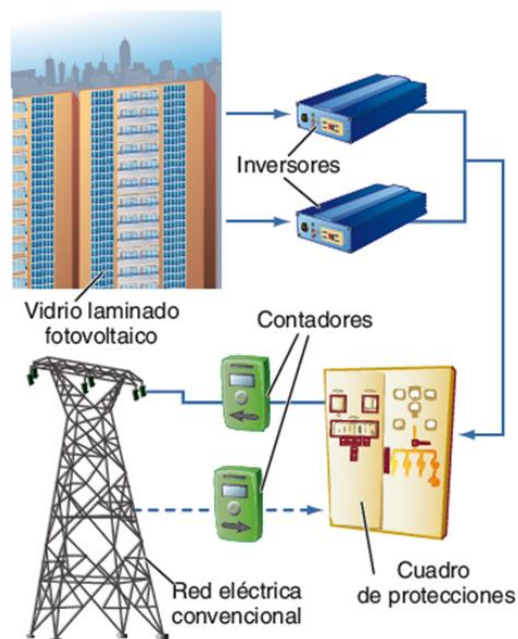 Inversores
Vidrio laminado
fotovoltaico
Contadores
Red eléctrica
convencional
Cuadro
de protecciones